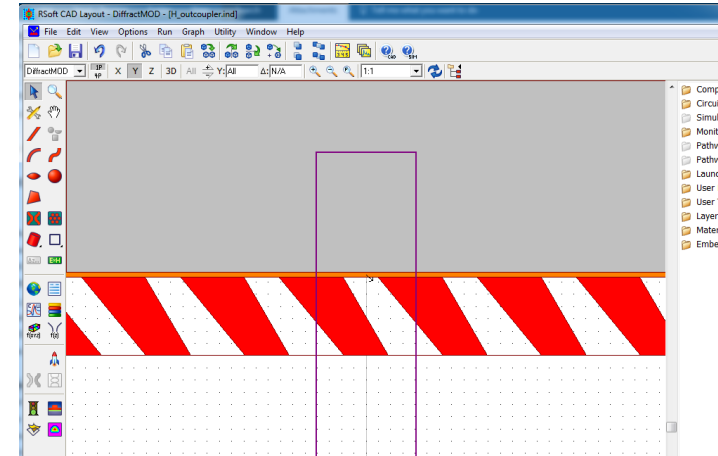 RSoft CAD Layout - DiffractMOD - [H_outcoupler.ind]
File Edit View Options Run Graph Utility Window Help
DiffractMOD X Y Z 3D All Y: All Δ: N/A 1:1
Comp
Circui
Simul
Monit
Pathw
Pathw
Laun
User
User
Layer
Mater
Embe